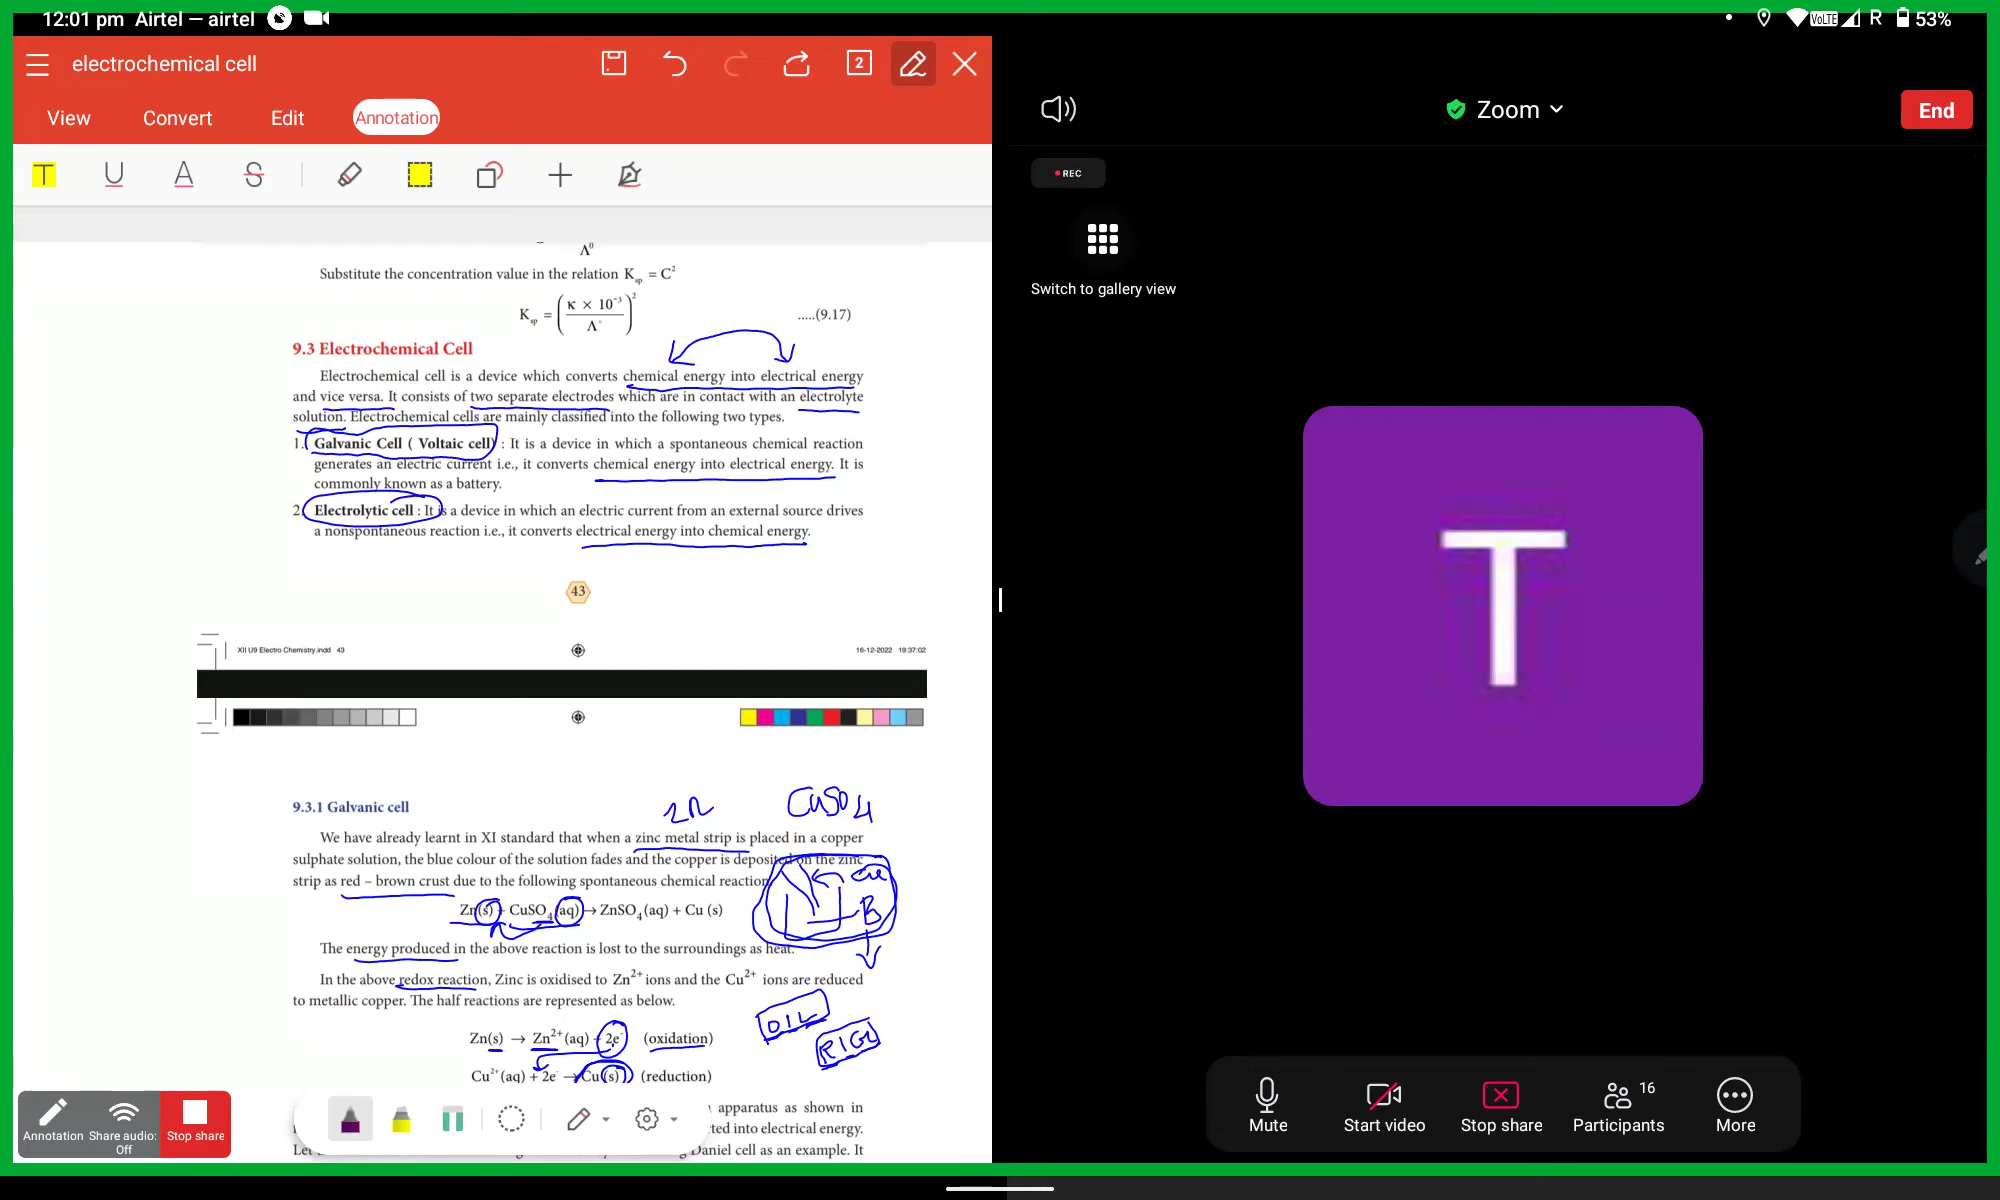 12:01 pm Airtel — airtel
VoLTE R 53%
electrochemical cell
2
View Convert Edit Annotation
T U A S
Λ⁰
Substitute the concentration value in the relation Ksp = C²
Ksp = (κ × 10⁻³ / Λ°)² .....(9.17)
9.3 Electrochemical Cell
Electrochemical cell is a device which converts chemical energy into electrical energy
and vice versa. It consists of two separate electrodes which are in contact with an electrolyte
solution. Electrochemical cells are mainly classified into the following two types.
1. Galvanic Cell ( Voltaic cell) : It is a device in which a spontaneous chemical reaction
generates an electric current i.e., it converts chemical energy into electrical energy. It is
commonly known as a battery.
2. Electrolytic cell : It is a device in which an electric current from an external source drives
a nonspontaneous reaction i.e., it converts electrical energy into chemical energy.
43
XII U9 Electro Chemistry.indd 43 16-12-2022 19:37:02
Zn CuSO4
9.3.1 Galvanic cell
We have already learnt in XI standard that when a zinc metal strip is placed in a copper
sulphate solution, the blue colour of the solution fades and the copper is deposited on the zinc
strip as red – brown crust due to the following spontaneous chemical reaction
Zn(s) + CuSO₄(aq) → ZnSO₄(aq) + Cu (s)
B
The energy produced in the above reaction is lost to the surroundings as heat.
In the above redox reaction, Zinc is oxidised to Zn²⁺ ions and the Cu²⁺ ions are reduced
to metallic copper. The half reactions are represented as below.
OIL
RIG
Zn(s) → Zn²⁺(aq) + 2e⁻ (oxidation)
Cu²⁺(aq) + 2e⁻ → Cu(s) (reduction)
apparatus as shown in
ted into electrical energy.
Let Daniel cell as an example. It
Annotation Share audio: Off Stop share
Zoom End
REC
Switch to gallery view
T
16
Mute Start video Stop share Participants More